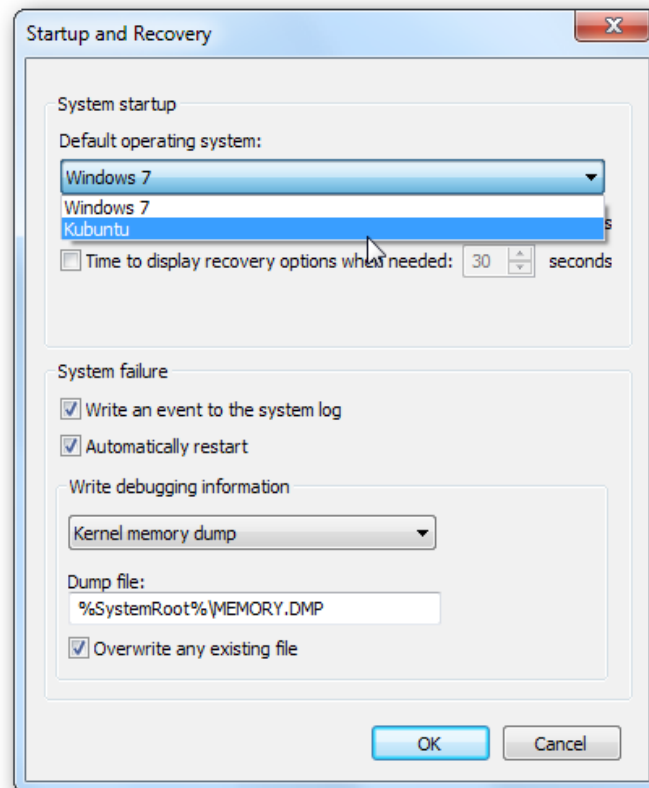 Startup and Recovery
System startup
Default operating system:
Windows 7
Windows 7
Kubuntu
Time to display recovery options when needed: 30 seconds
System failure
Write an event to the system log
Automatically restart
Write debugging information
Kernel memory dump
Dump file:
%SystemRoot%\MEMORY.DMP
Overwrite any existing file
OK Cancel